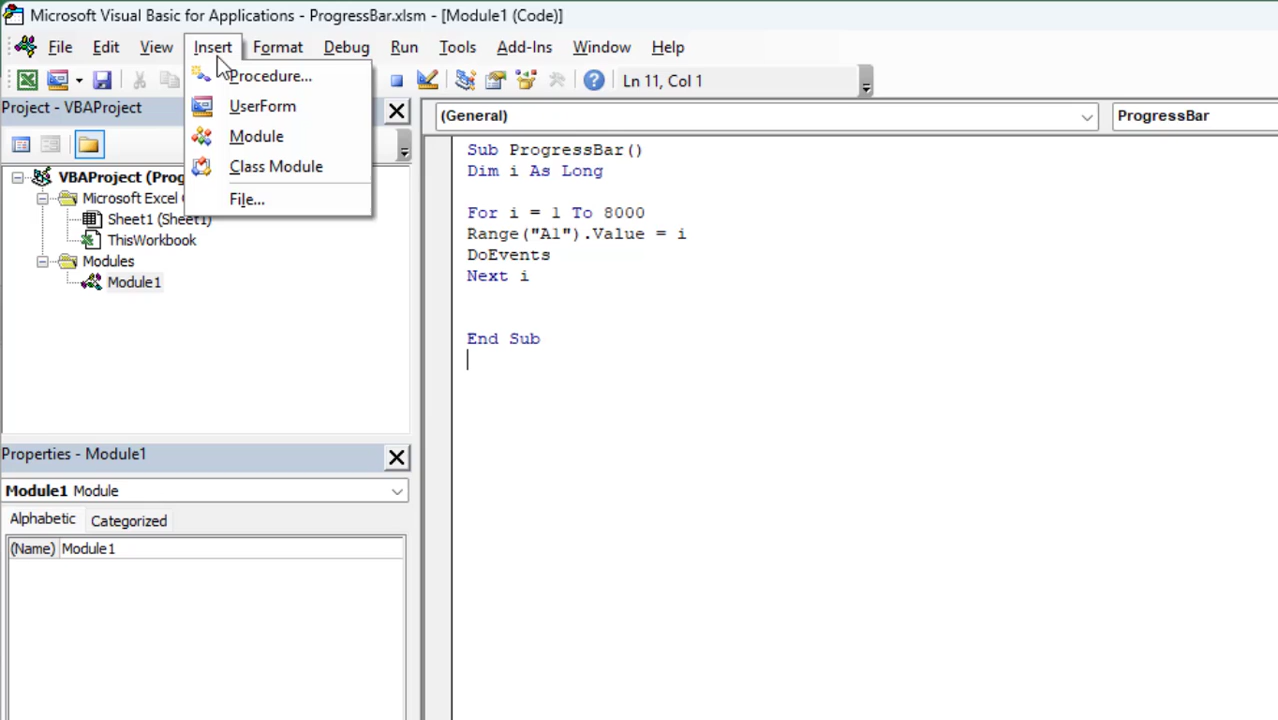 Microsoft Visual Basic for Applications - ProgressBar.xlsm - [Module1 (Code)]
File Edit View Insert Format Debug Run Tools Add-Ins Window Help
Ln 11, Col 1
Procedure...
UserForm
Module
Class Module
File...
Project - VBAProject
VBAProject (Prog
Microsoft Excel
Sheet1 (Sheet1)
ThisWorkbook
Modules
Module1
Properties - Module1
Module1 Module
Alphabetic Categorized
(Name) Module1
(General) ProgressBar
Sub ProgressBar()
Dim i As Long
For i = 1 To 8000
Range("A1").Value = i
DoEvents
Next i
End Sub